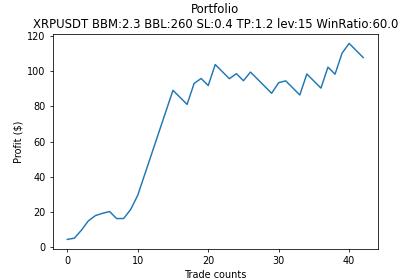 Portfolio
XRPUSDT BBM:2.3 BBL:260 SL:0.4 TP:1.2 lev:15 WinRatio:60.0
120
100
80
60
40
20
0
Profit ($)
0 10 20 30 40
Trade counts